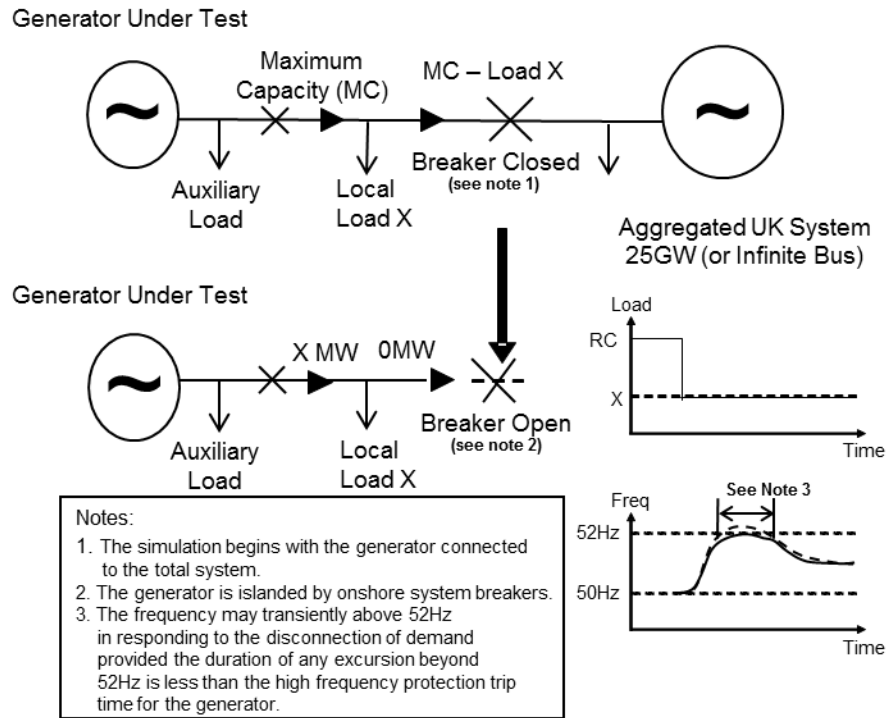 Generator Under Test
Maximum
Capacity (MC)
MC – Load X
~
~
Auxiliary
Load
Local
Load X
Breaker Closed
(see note 1)
Aggregated UK System
25GW (or Infinite Bus)
Generator Under Test
~
X MW
0MW
Auxiliary
Load
Local
Load X
Breaker Open
(see note 2)
Load
RC
X
Time
Freq
See Note 3
52Hz
50Hz
Time
Notes:
1. The simulation begins with the generator connected
to the total system.
2. The generator is islanded by onshore system breakers.
3. The frequency may transiently above 52Hz
in responding to the disconnection of demand
provided the duration of any excursion beyond
52Hz is less than the high frequency protection trip
time for the generator.